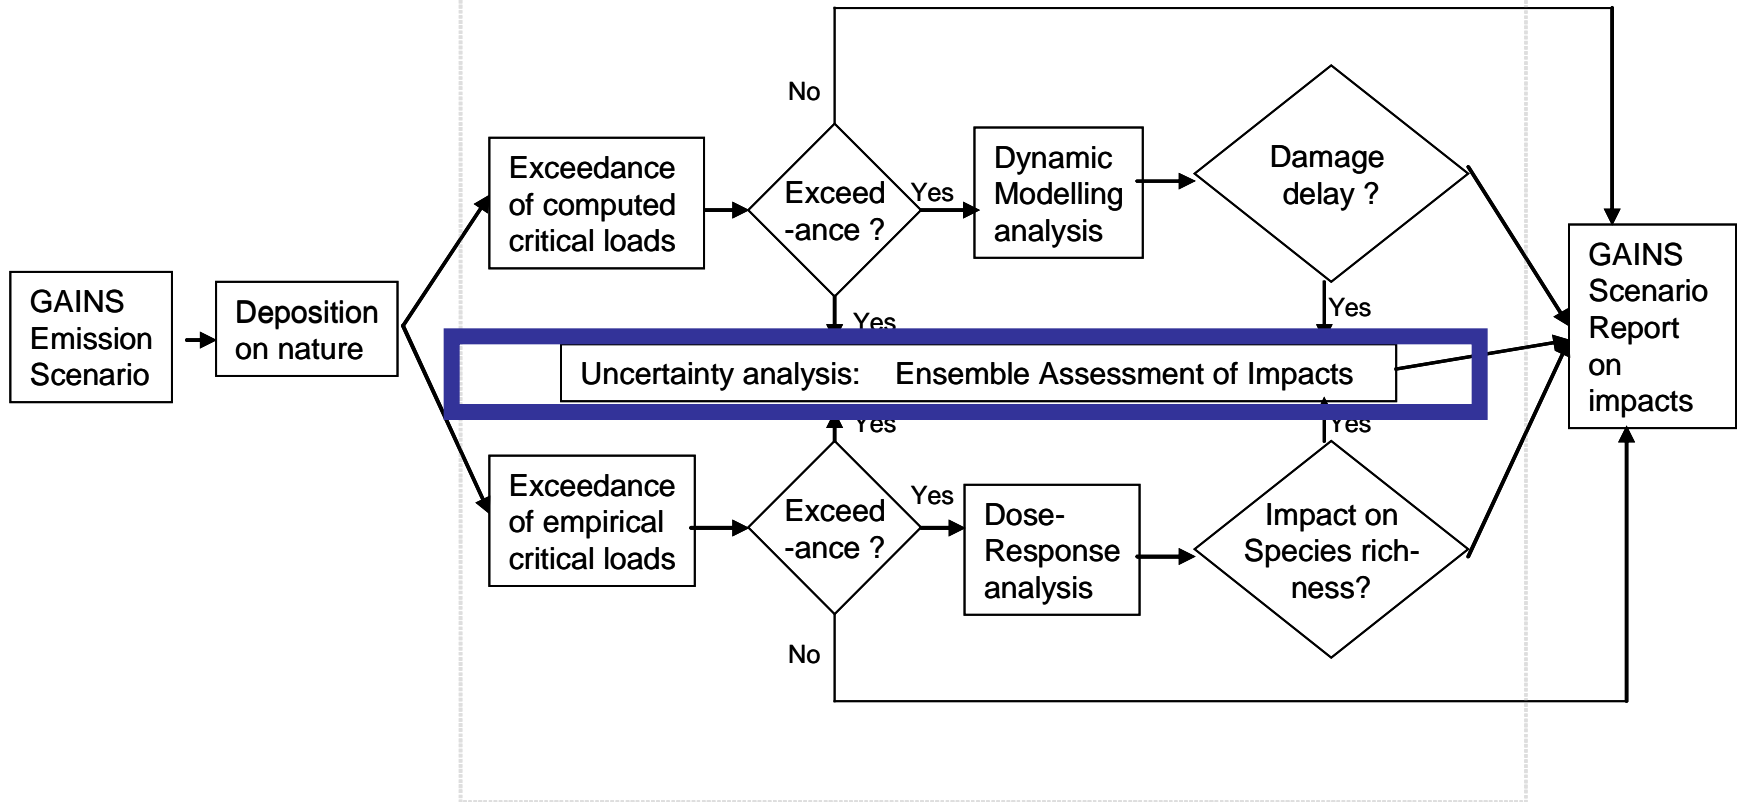 GAINS
Emission
Scenario
Deposition
on nature
Exceedance
of computed
critical loads
No
Exceed
-ance ?
Yes
Yes
Dynamic
Modelling
analysis
Damage
delay ?
Yes
Uncertainty analysis: Ensemble Assessment of Impacts
Exceedance
of empirical
critical loads
Yes
Exceed
-ance ?
Yes
No
Dose-
Response
analysis
Yes
Impact on
Species rich-
ness?
GAINS
Scenario
Report
on
impacts